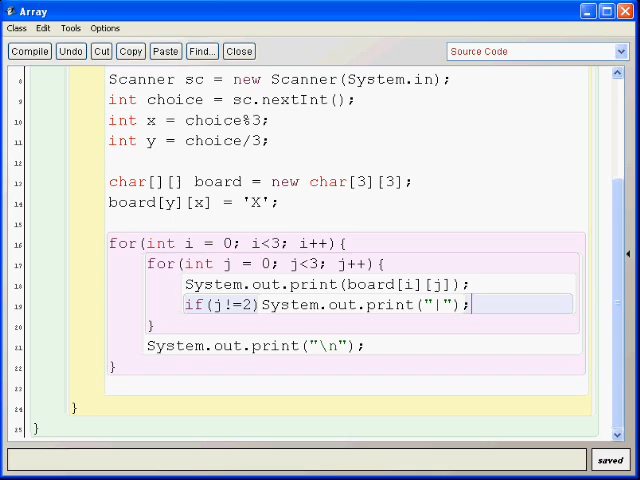 Array
Class Edit Tools Options
Compile Undo Cut Copy Paste Find... Close Source Code
8 Scanner sc = new Scanner(System.in);
9 int choice = sc.nextInt();
10 int x = choice%3;
11 int y = choice/3;
12
13 char[][] board = new char[3][3];
14 board[y][x] = 'X';
15
16 for(int i = 0; i<3; i++){
17 for(int j = 0; j<3; j++){
18 System.out.print(board[i][j]);
19 if(j!=2)System.out.print("|");
20 }
21 System.out.print("\n");
22 }
23
24 }
25 }
saved